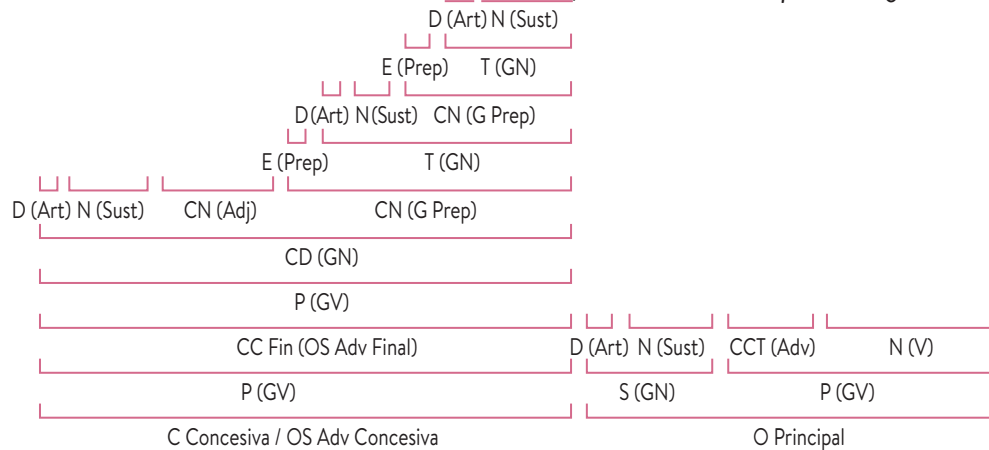 D (Art) N (Sust)
E (Prep) T (GN)
D (Art) N (Sust) CN (G Prep)
E (Prep) T (GN)
D (Art) N (Sust) CN (Adj) CN (G Prep)
CD (GN)
P (GV)
CC Fin (OS Adv Final) D (Art) N (Sust) CCT (Adv) N (V)
P (GV) S (GN) P (GV)
C Concesiva / OS Adv Concesiva O Principal